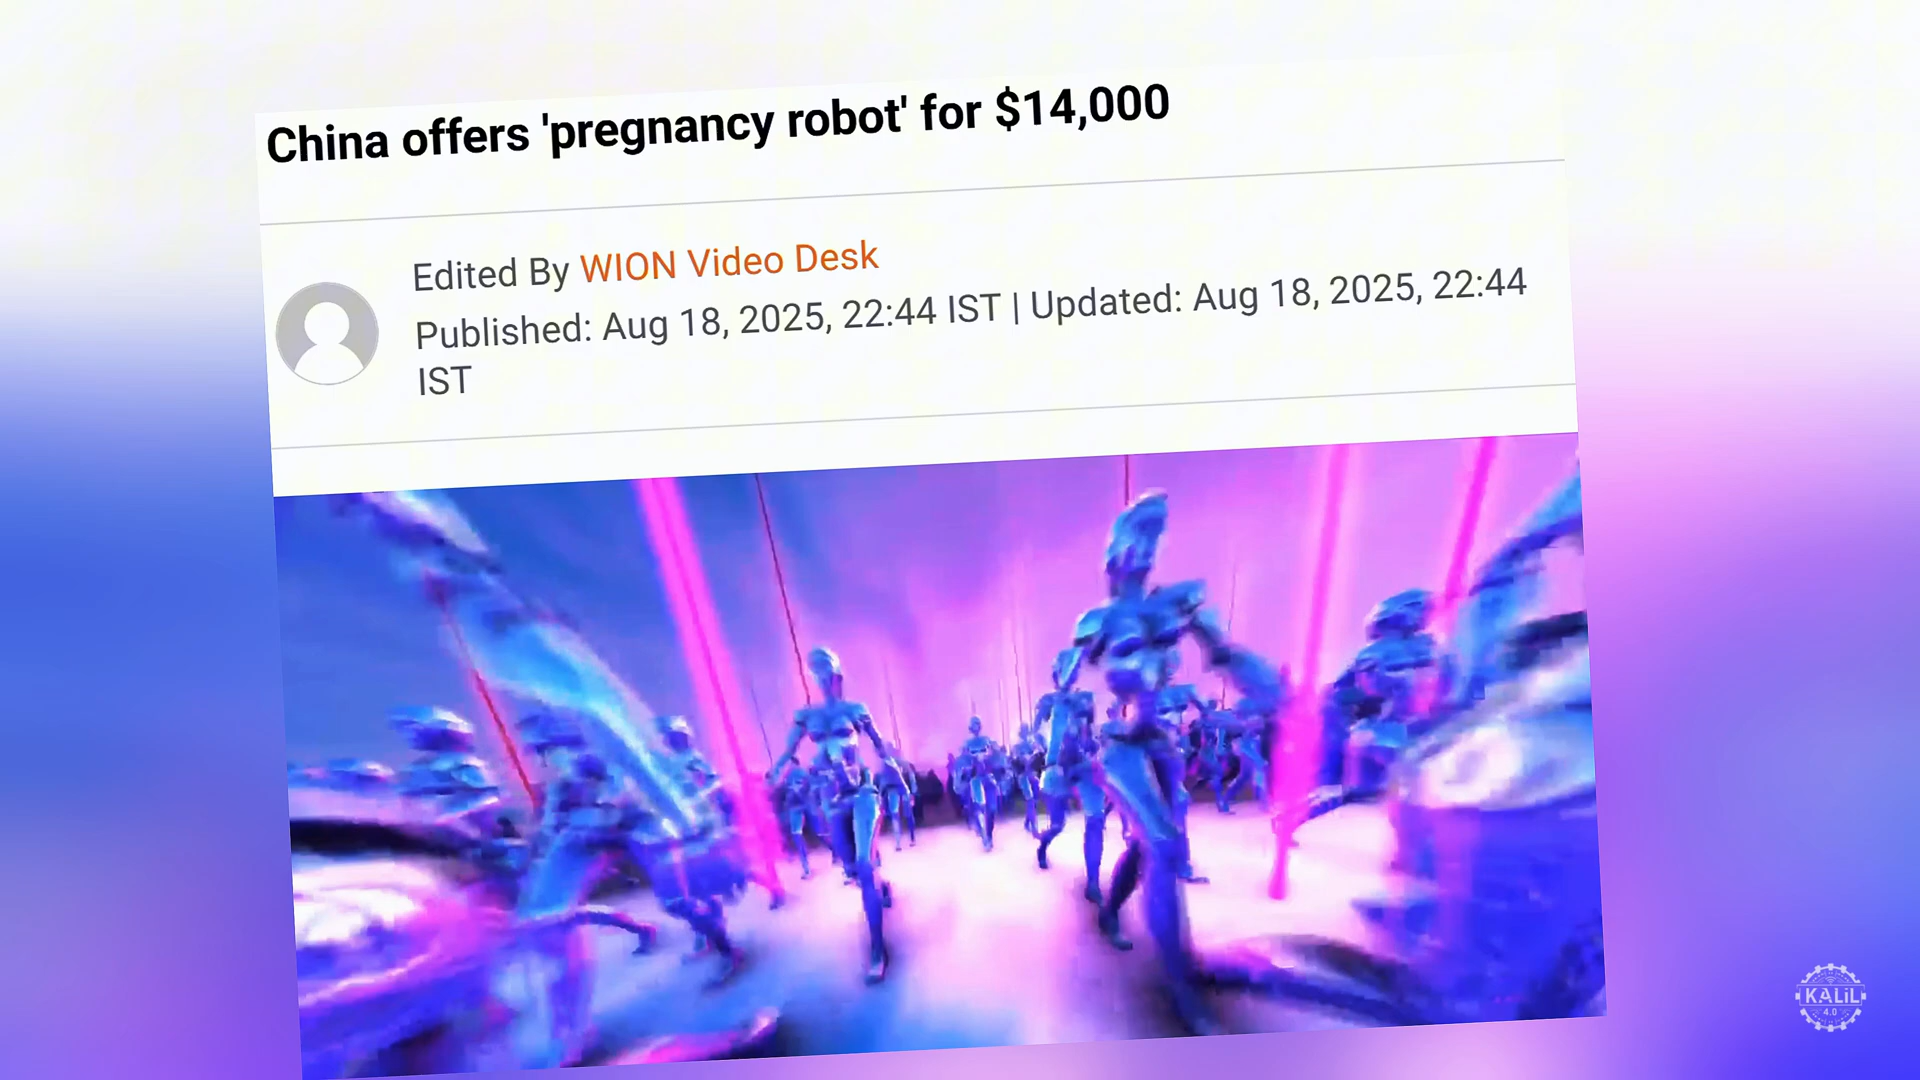 China offers 'pregnancy robot' for $14,000
Edited By WION Video Desk
Published: Aug 18, 2025, 22:44 IST | Updated: Aug 18, 2025, 22:44
IST
KALiL
4.0